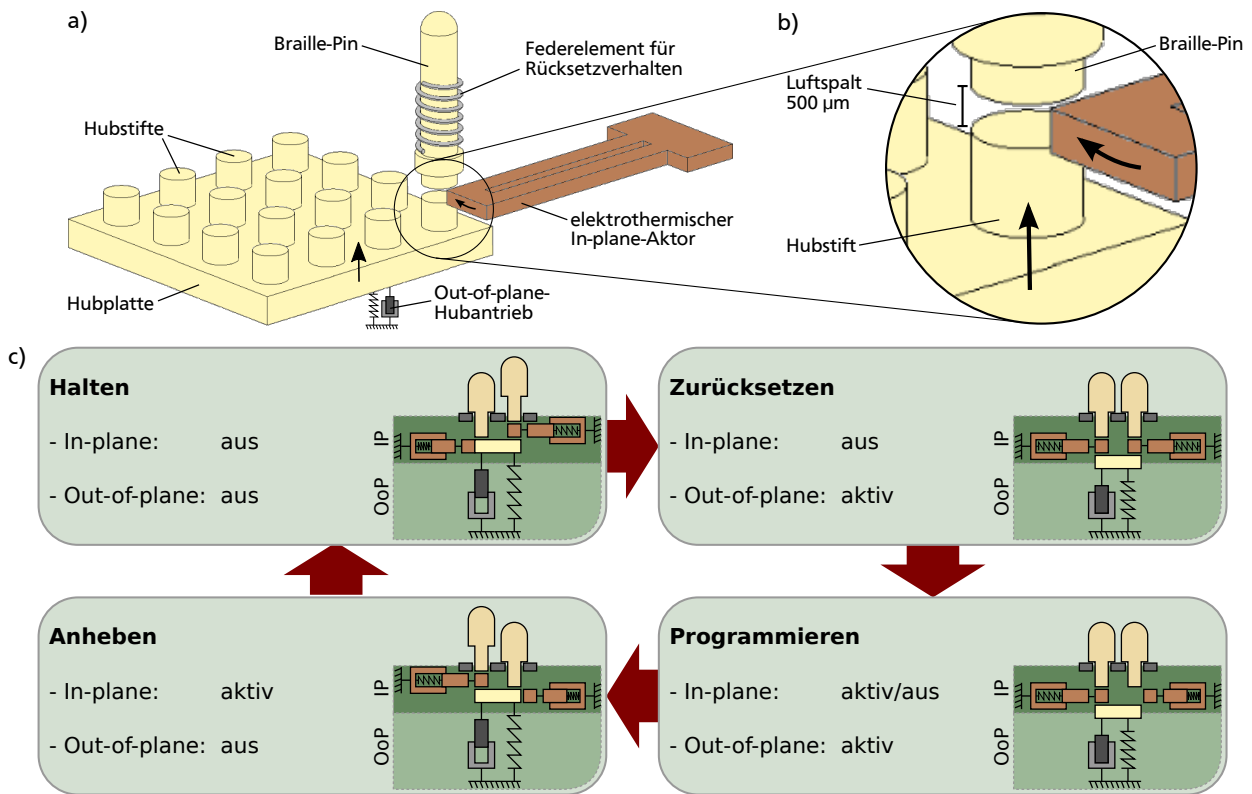 a)
Braille-Pin
Federelement für
Rücksetzverhalten
Hubstifte
elektrothermischer
In-plane-Aktor
Hubplatte
Out-of-plane-
Hubantrieb
b)
Braille-Pin
Luftspalt
500 µm
Hubstift
c)
Halten
- In-plane: aus
- Out-of-plane: aus
IP
OoP
Zurücksetzen
- In-plane: aus
- Out-of-plane: aktiv
IP
OoP
Anheben
- In-plane: aktiv
- Out-of-plane: aus
IP
OoP
Programmieren
- In-plane: aktiv/aus
- Out-of-plane: aktiv
IP
OoP